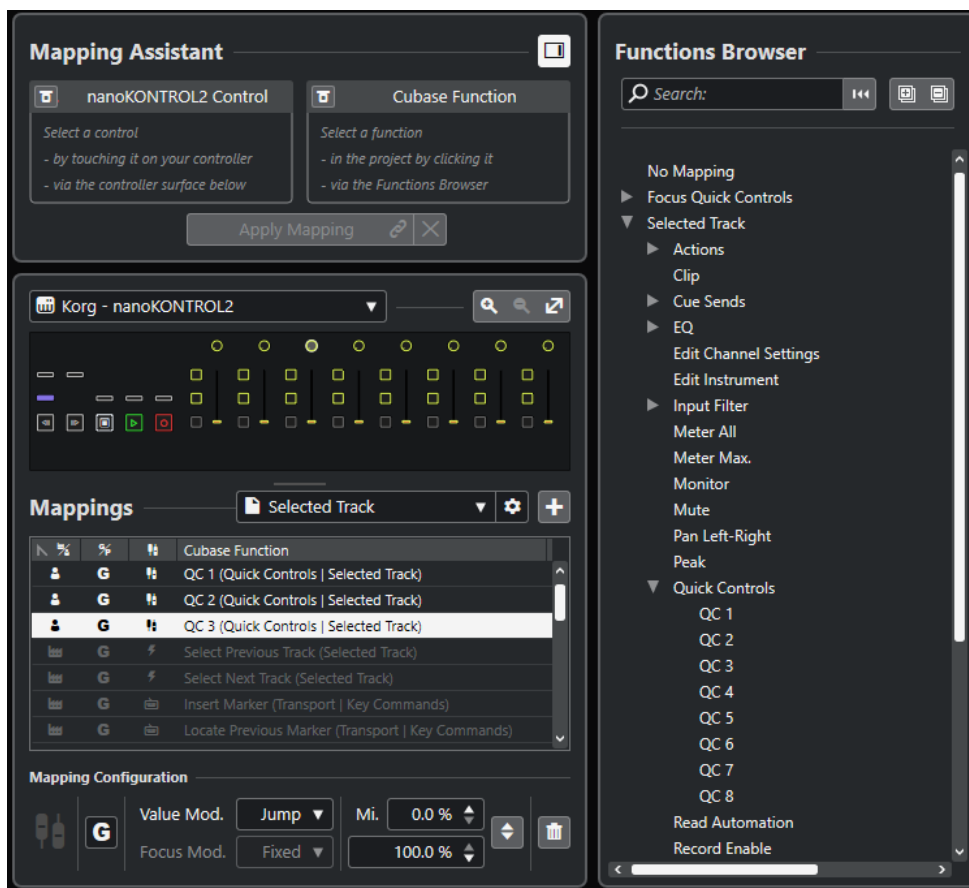 Mapping Assistant
nanoKONTROL2 Control
Cubase Function
Select a control
- by touching it on your controller
- via the controller surface below
Select a function
- in the project by clicking it
- via the Functions Browser
Apply Mapping
Korg - nanoKONTROL2
Mappings
Selected Track
Cubase Function
G QC 1 (Quick Controls | Selected Track)
G QC 2 (Quick Controls | Selected Track)
G QC 3 (Quick Controls | Selected Track)
G Select Previous Track (Selected Track)
G Select Next Track (Selected Track)
G Insert Marker (Transport | Key Commands)
G Locate Previous Marker (Transport | Key Commands)
Mapping Configuration
G
Value Mod. Jump
Mi. 0.0 %
Focus Mod. Fixed
100.0 %
Functions Browser
Search:
No Mapping
Focus Quick Controls
Selected Track
Actions
Clip
Cue Sends
EQ
Edit Channel Settings
Edit Instrument
Input Filter
Meter All
Meter Max.
Monitor
Mute
Pan Left-Right
Peak
Quick Controls
QC 1
QC 2
QC 3
QC 4
QC 5
QC 6
QC 7
QC 8
Read Automation
Record Enable